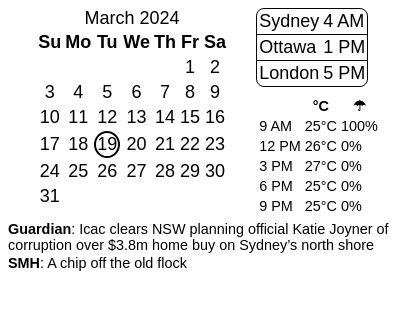 March 2024
Su Mo Tu We Th Fr Sa
1 2
3 4 5 6 7 8 9
10 11 12 13 14 15 16
17 18 19 20 21 22 23
24 25 26 27 28 29 30
31
Sydney 4 AM
Ottawa 1 PM
London 5 PM
°C ☂
9 AM 25°C 100%
12 PM 26°C 0%
3 PM 27°C 0%
6 PM 25°C 0%
9 PM 25°C 0%
Guardian: Icac clears NSW planning official Katie Joyner of
corruption over $3.8m home buy on Sydney’s north shore
SMH: A chip off the old flock